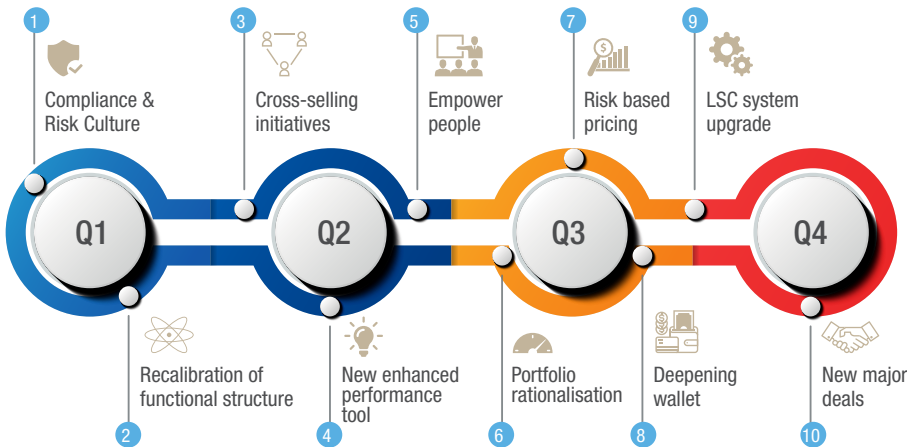 1
Compliance &
Risk Culture
3
Cross-selling
initiatives
5
Empower
people
7
$
Risk based
pricing
9
LSC system
upgrade
Q1
Q2
Q3
Q4
2
Recalibration of
functional structure
4
New enhanced
performance
tool
6
Portfolio
rationalisation
8
$
$
Deepening
wallet
10
New major
deals